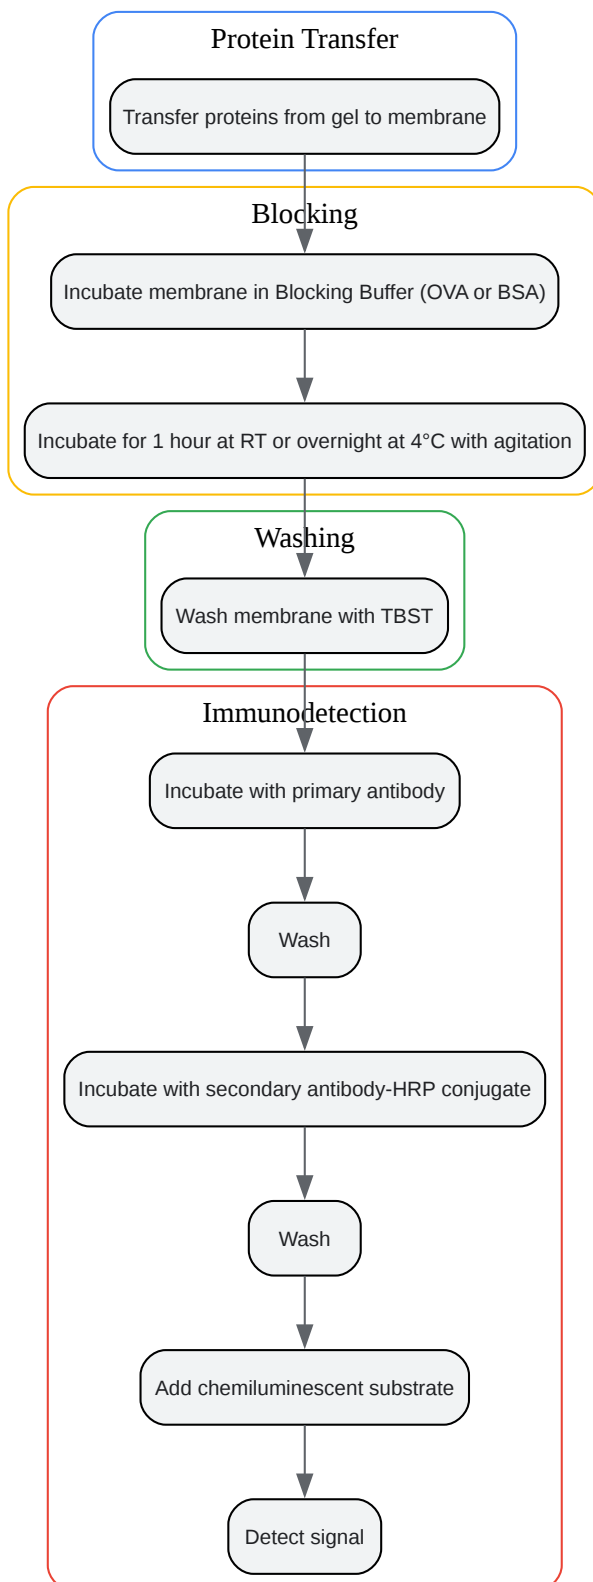 Protein Transfer
Transfer proteins from gel to membrane
Blocking
Incubate membrane in Blocking Buffer (OVA or BSA)
Incubate for 1 hour at RT or overnight at 4°C with agitation
Washing
Wash membrane with TBST
Immunodetection
Incubate with primary antibody
Wash
Incubate with secondary antibody-HRP conjugate
Wash
Add chemiluminescent substrate
Detect signal